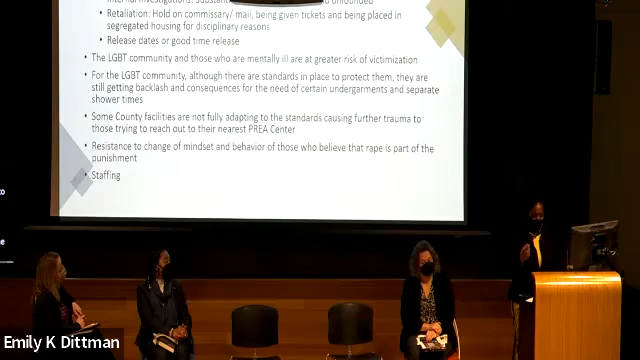 • Retaliation: Hold on commissary/ mail, being given tickets and being placed in
segregated housing for disciplinary reasons
• Release dates or good time release
• The LGBT community and those who are mentally ill are at greater risk of victimization
• For the LGBT community, although there are standards in place to protect them, they are
still getting backlash and consequences for the need of certain undergarments and separate
shower times
• Some County facilities are not fully adapting to the standards causing further trauma to
those trying to reach out to their nearest PREA Center
• Resistance to change of mindset and behavior of those who believe that rape is part of the
punishment
• Staffing
to
e
Emily K Dittman